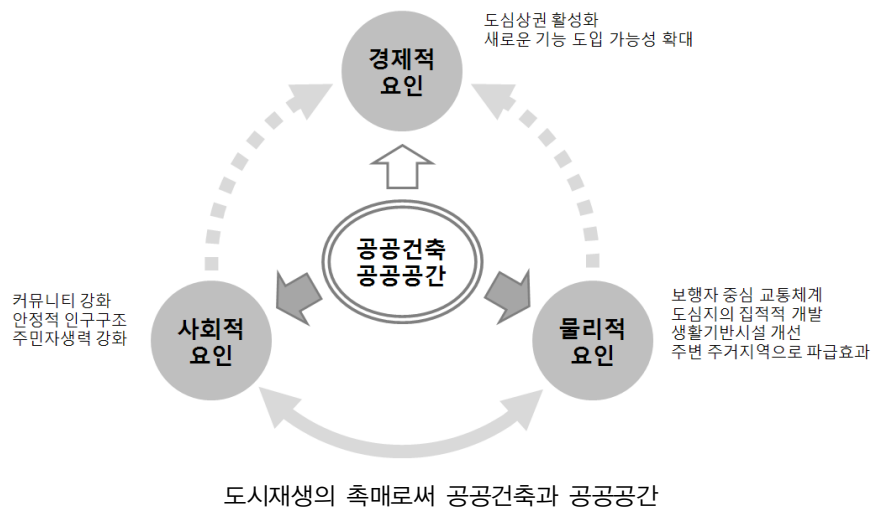 도심상권 활성화
새로운 기능 도입 가능성 확대
경제적
요인
공공건축
공공공간
커뮤니티 강화
안정적 인구구조
주민자생력 강화
사회적
요인
물리적
요인
보행자 중심 교통체계
도심지의 집적적 개발
생활기반시설 개선
주변 주거지역으로 파급효과
도시재생의 촉매로써 공공건축과 공공공간